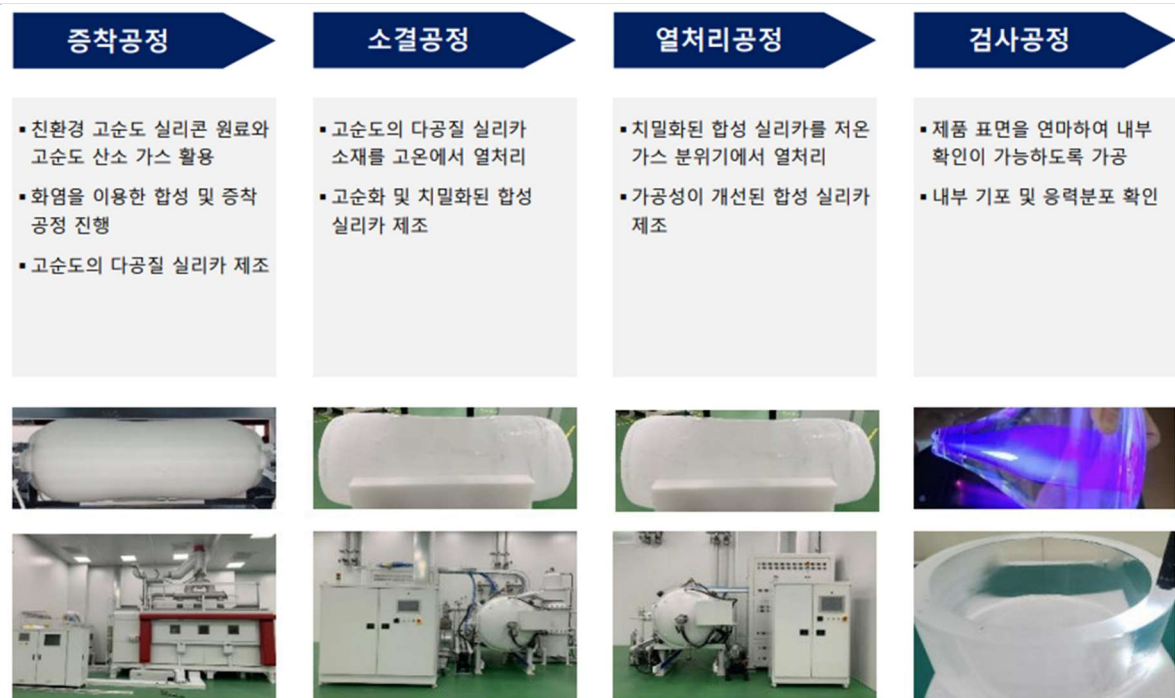 증착공정
▪ 친환경 고순도 실리콘 원료와
고순도 산소 가스 활용
▪ 화염을 이용한 합성 및 증착
공정 진행
▪ 고순도의 다공질 실리카 제조
소결공정
▪ 고순도의 다공질 실리카
소재를 고온에서 열처리
▪ 고순화 및 치밀화된 합성
실리카 제조
열처리공정
▪ 치밀화된 합성 실리카를 저온
가스 분위기에서 열처리
▪ 가공성이 개선된 합성 실리카
제조
검사공정
▪ 제품 표면을 연마하여 내부
확인이 가능하도록 가공
▪ 내부 기포 및 응력분포 확인